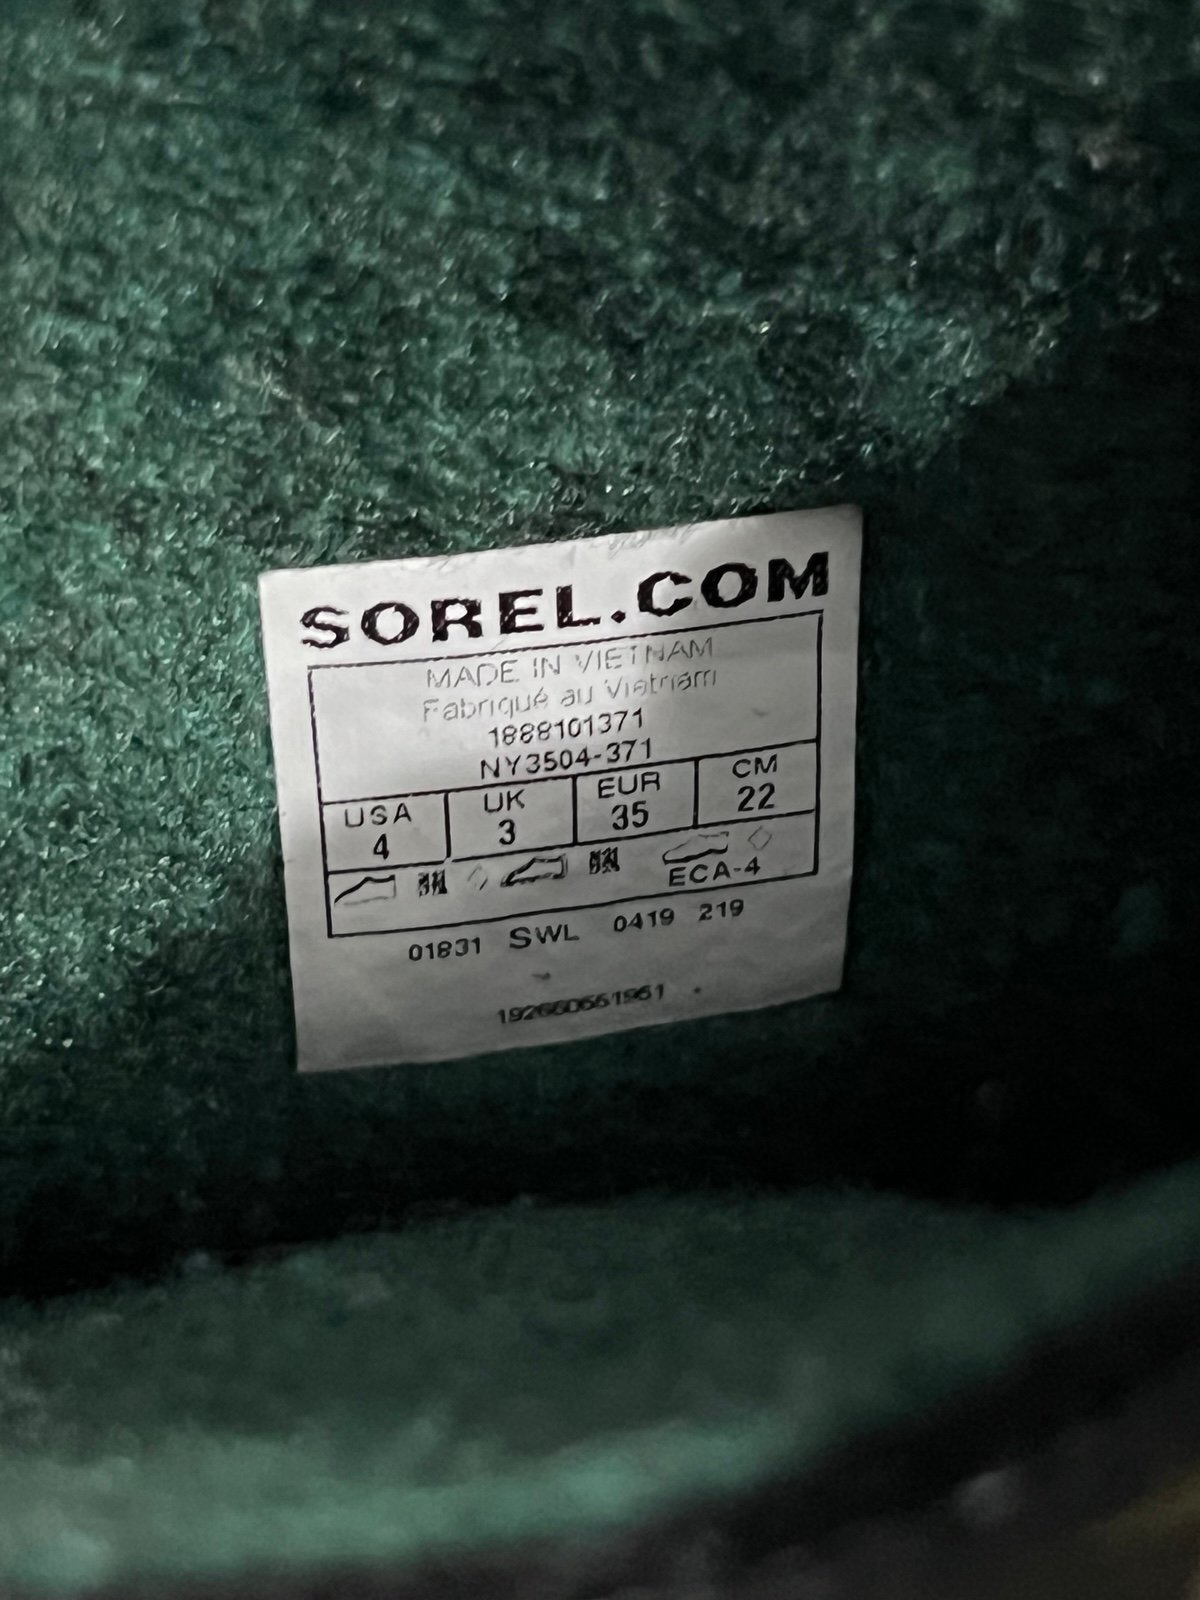 SOREL.COM
MADE IN VIETNAM
Fabriqué au Vietnam
1888101371
NY3504-371
USA UK EUR CM
4 3 35 22
ECA-4
01831 SWL 0419 219